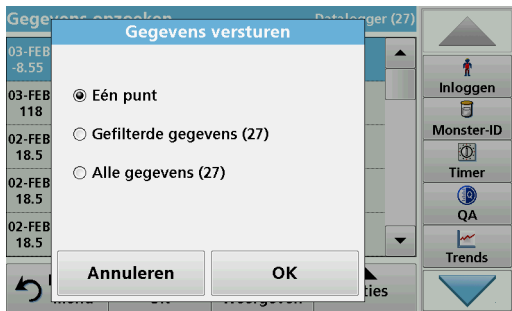 Gegevens opzoeken Datalogger (27)
Gegevens versturen
03-FEB
-8.55
03-FEB
118
02-FEB
18.5
02-FEB
18.5
02-FEB
18.5
Eén punt
Gefilterde gegevens (27)
Alle gegevens (27)
Annuleren OK
Inloggen
Monster-ID
Timer
QA
Trends